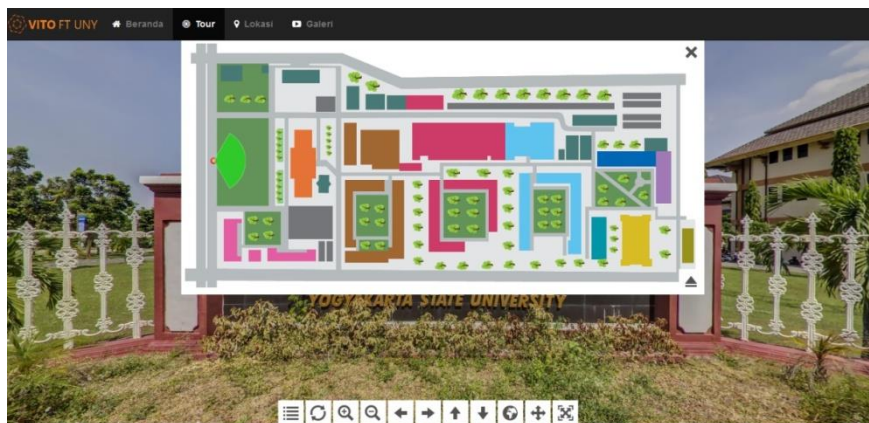 VITO FT UNY Beranda Tour Lokasi Galeri
YOGYAKARTA STATE UNIVERSITY